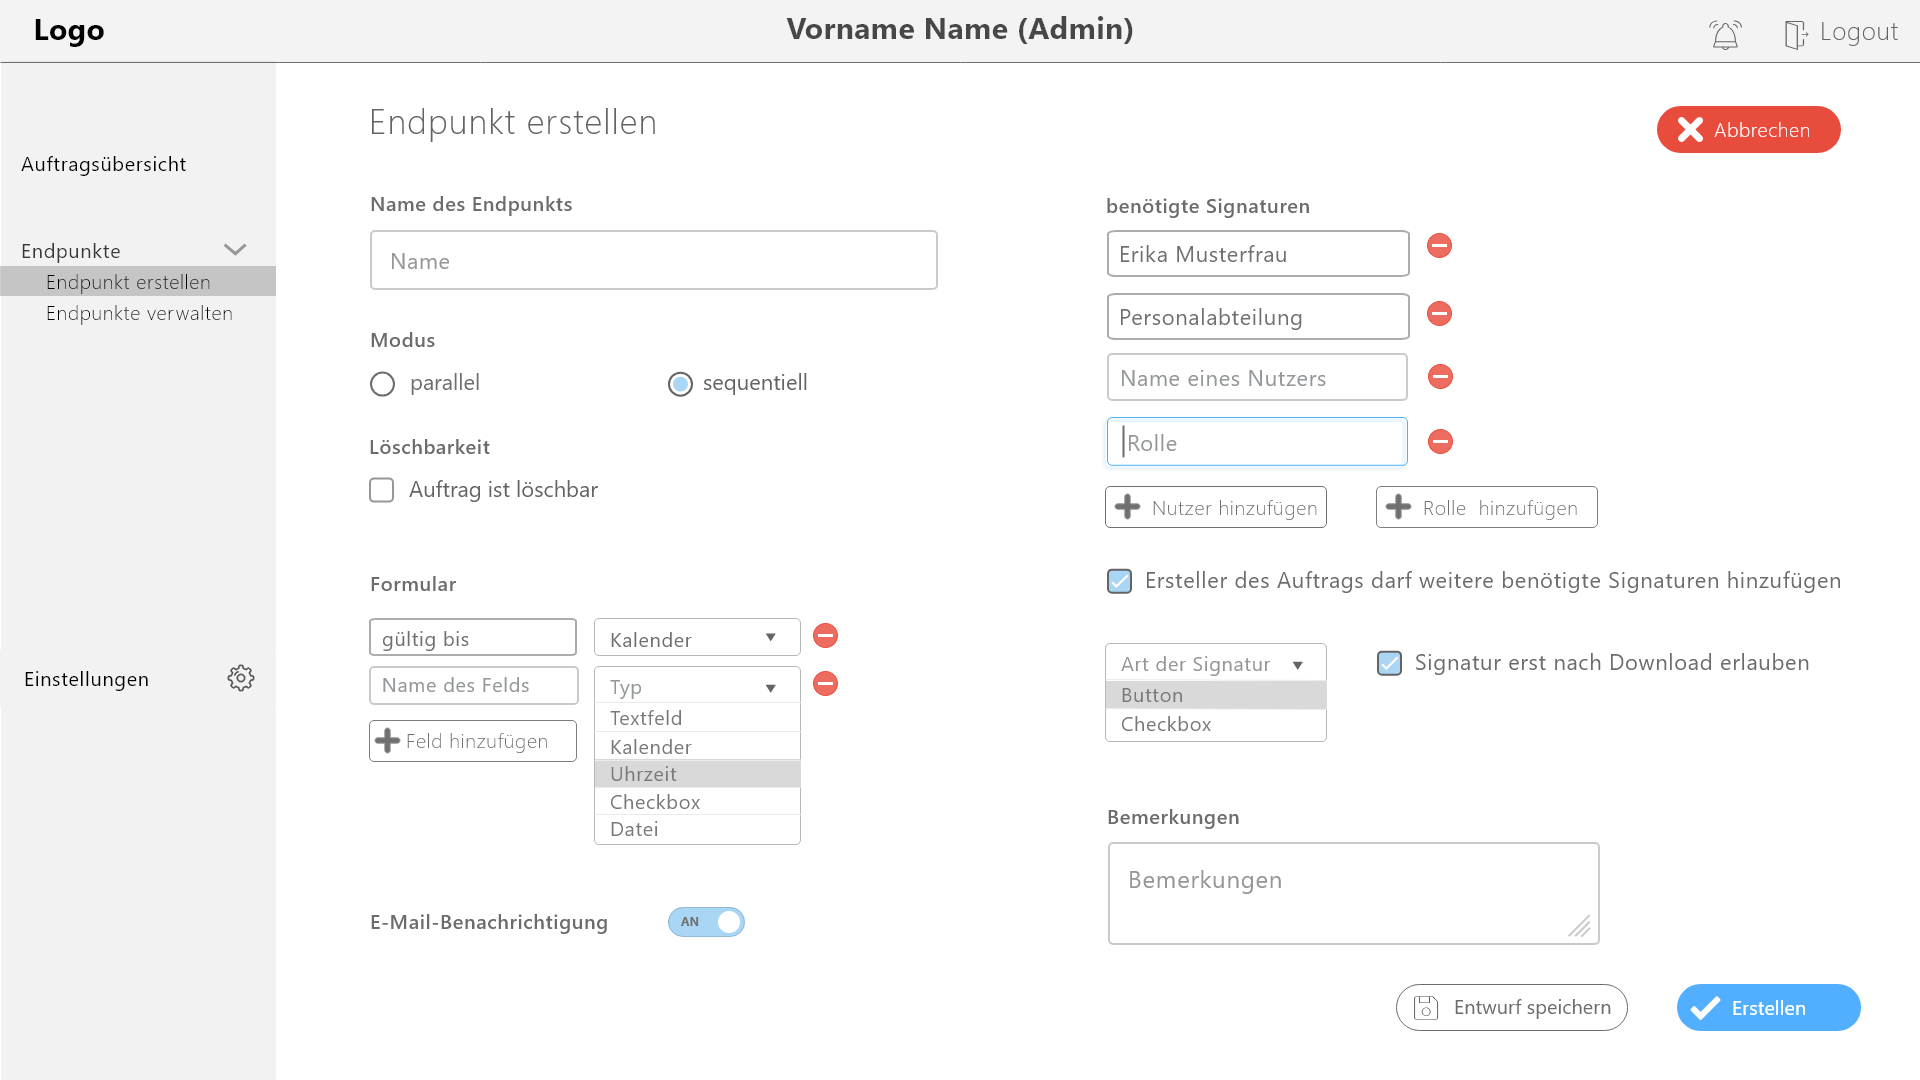 Logo
Vorname Name (Admin)
Logout
Auftragsübersicht
Endpunkte
Endpunkt erstellen
Endpunkte verwalten
Einstellungen
Endpunkt erstellen
Abbrechen
Name des Endpunkts
Name
Modus
parallel
sequentiell
Löschbarkeit
Auftrag ist löschbar
Formular
gültig bis
Kalender
Name des Felds
Typ
Textfeld
Kalender
Uhrzeit
Checkbox
Datei
Feld hinzufügen
E-Mail-Benachrichtigung
AN
benötigte Signaturen
Erika Musterfrau
Personalabteilung
Name eines Nutzers
Rolle
Nutzer hinzufügen
Rolle hinzufügen
Ersteller des Auftrags darf weitere benötigte Signaturen hinzufügen
Art der Signatur
Button
Checkbox
Signatur erst nach Download erlauben
Bemerkungen
Bemerkungen
Entwurf speichern
Erstellen